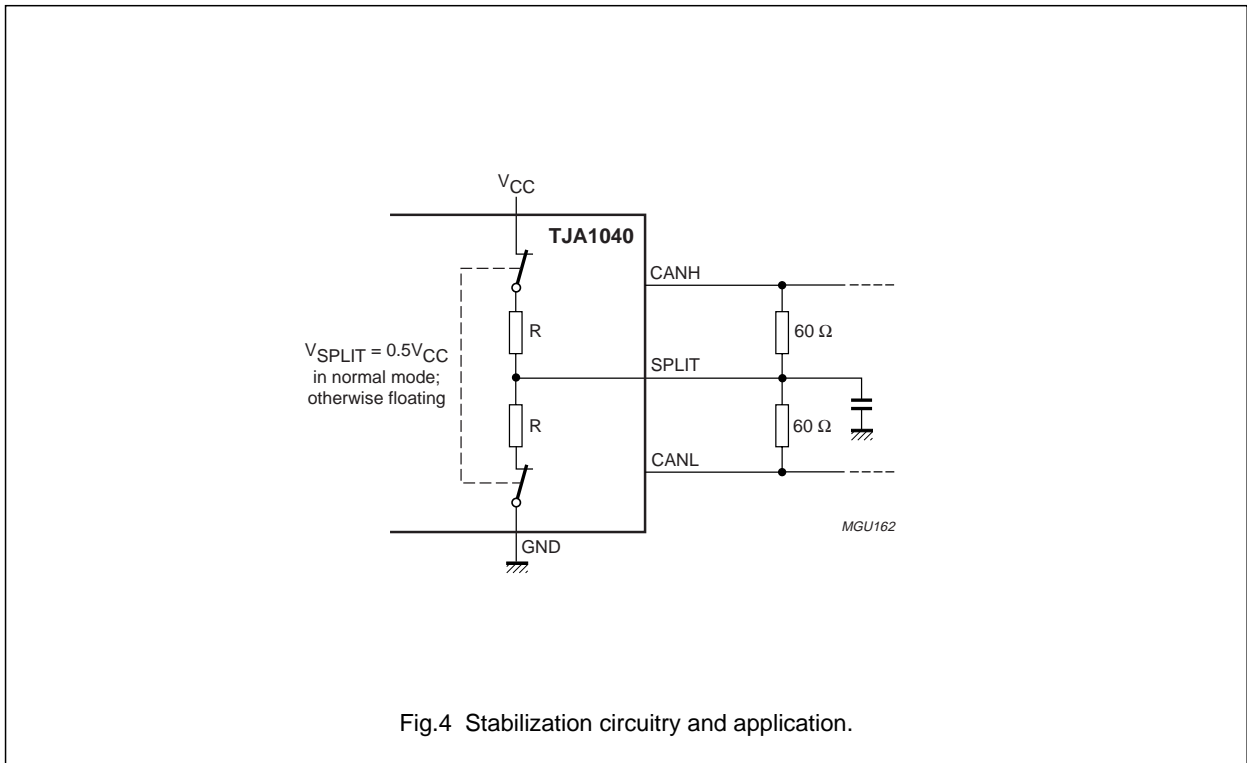 VCC
TJA1040
CANH
R
60 Ω
VSPLIT = 0.5VCC
in normal mode;
otherwise floating
SPLIT
R
60 Ω
CANL
MGU162
GND
Fig.4 Stabilization circuitry and application.